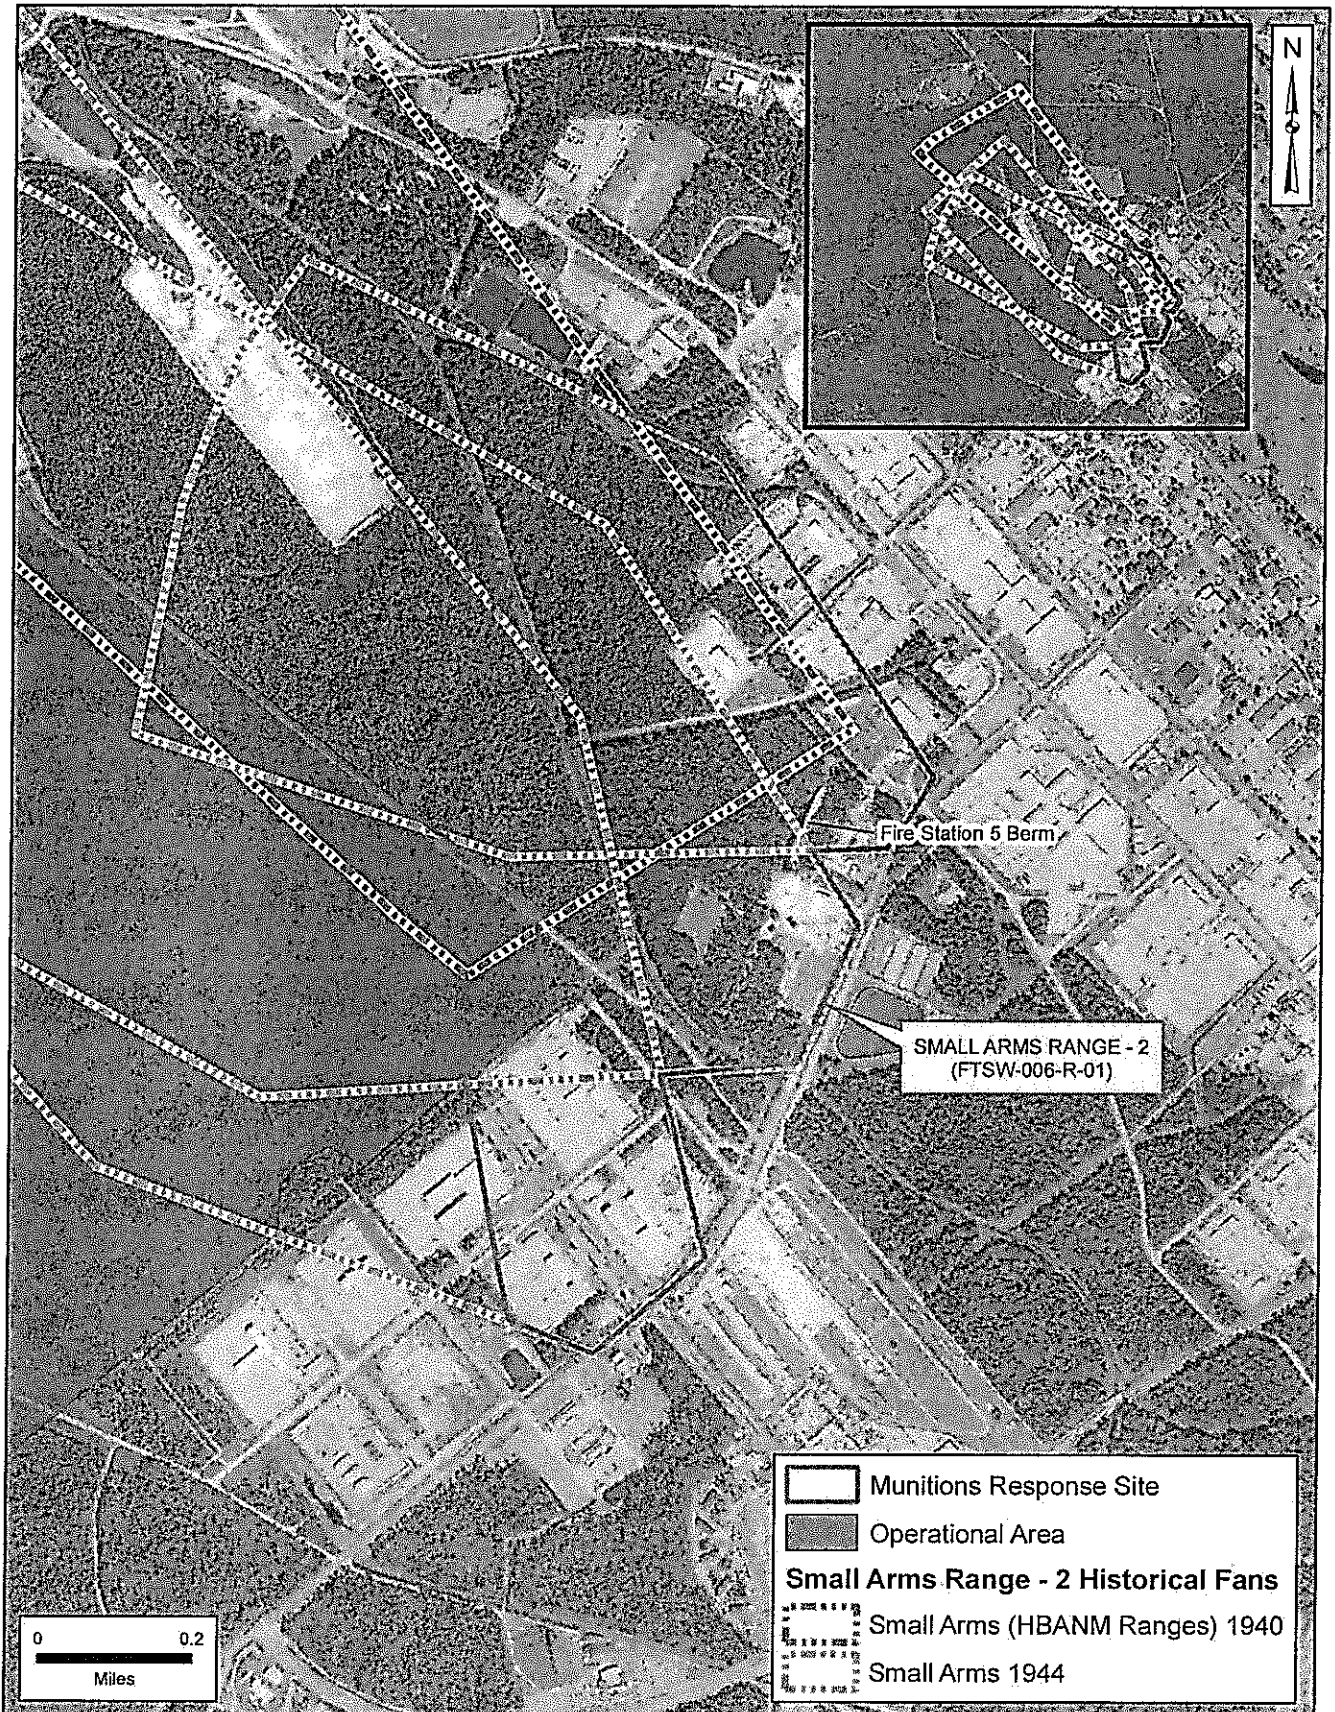 N
Fire Station 5 Berm
SMALL ARMS RANGE - 2
(FTSW-006-R-01)
Munitions Response Site
Operational Area
Small Arms Range - 2 Historical Fans
Small Arms (HBANM Ranges) 1940
Small Arms 1944
0 0.2
Miles